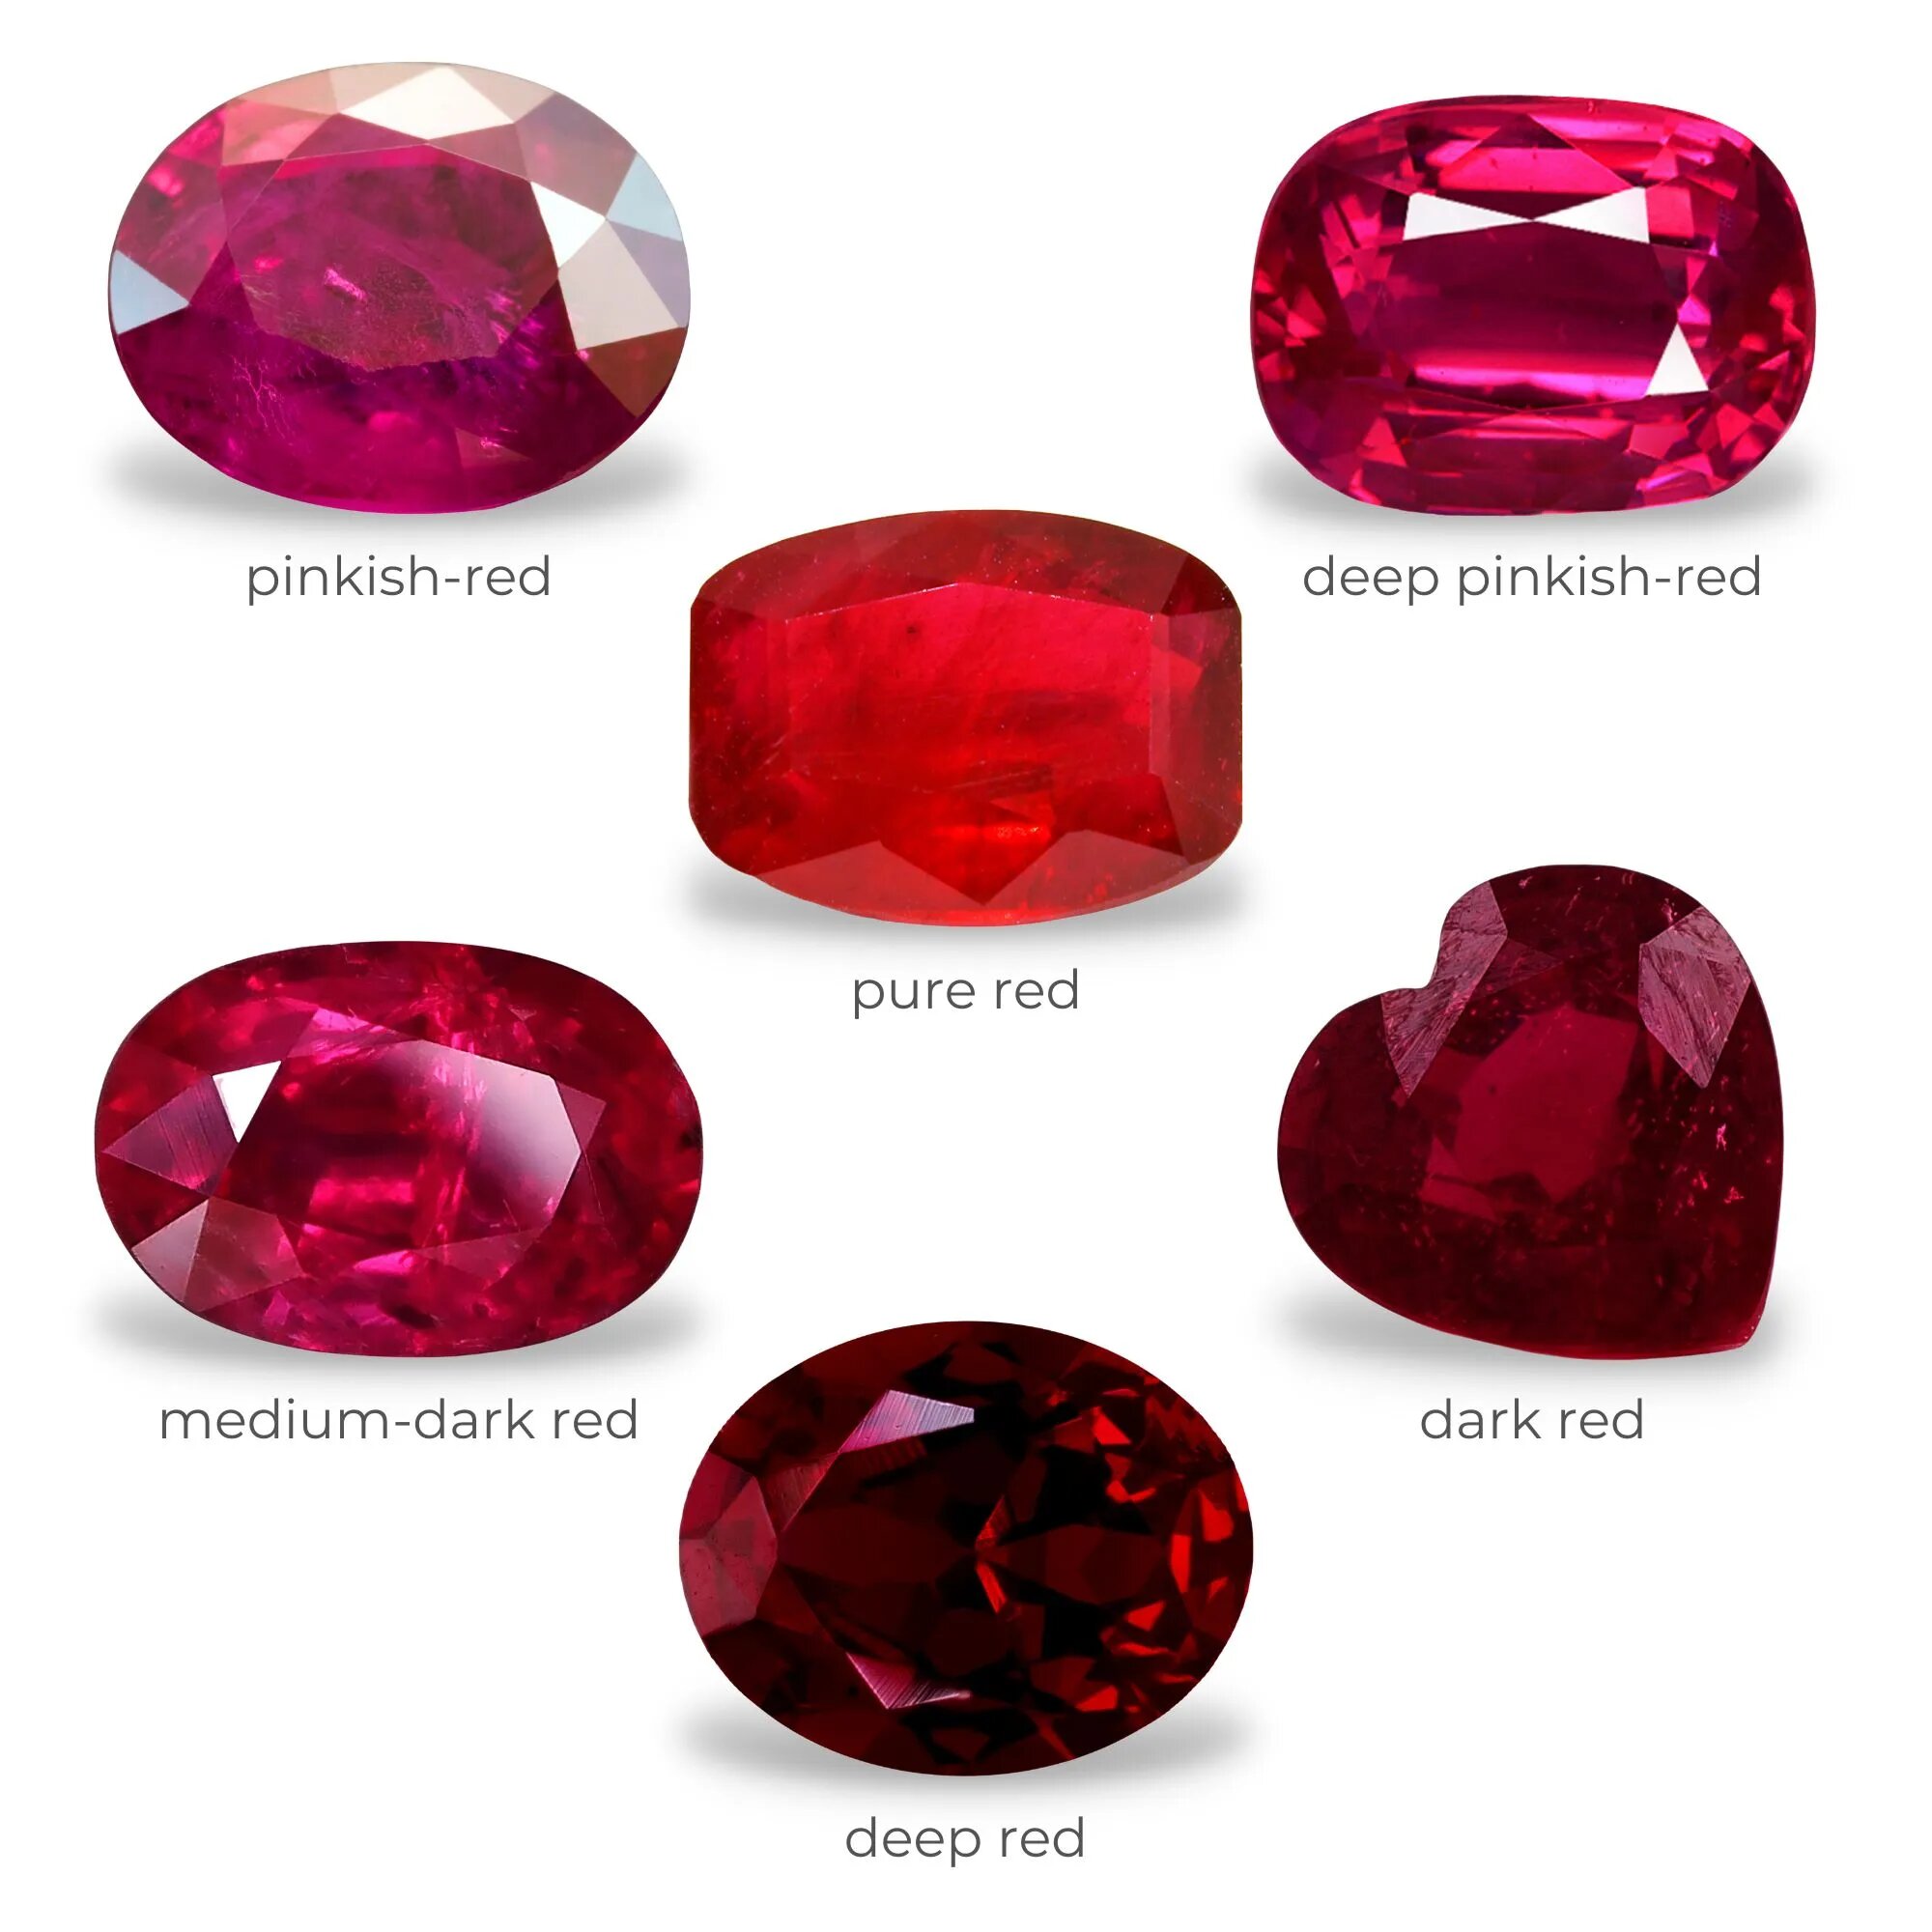 pinkish-red
deep pinkish-red
pure red
medium-dark red
dark red
deep red